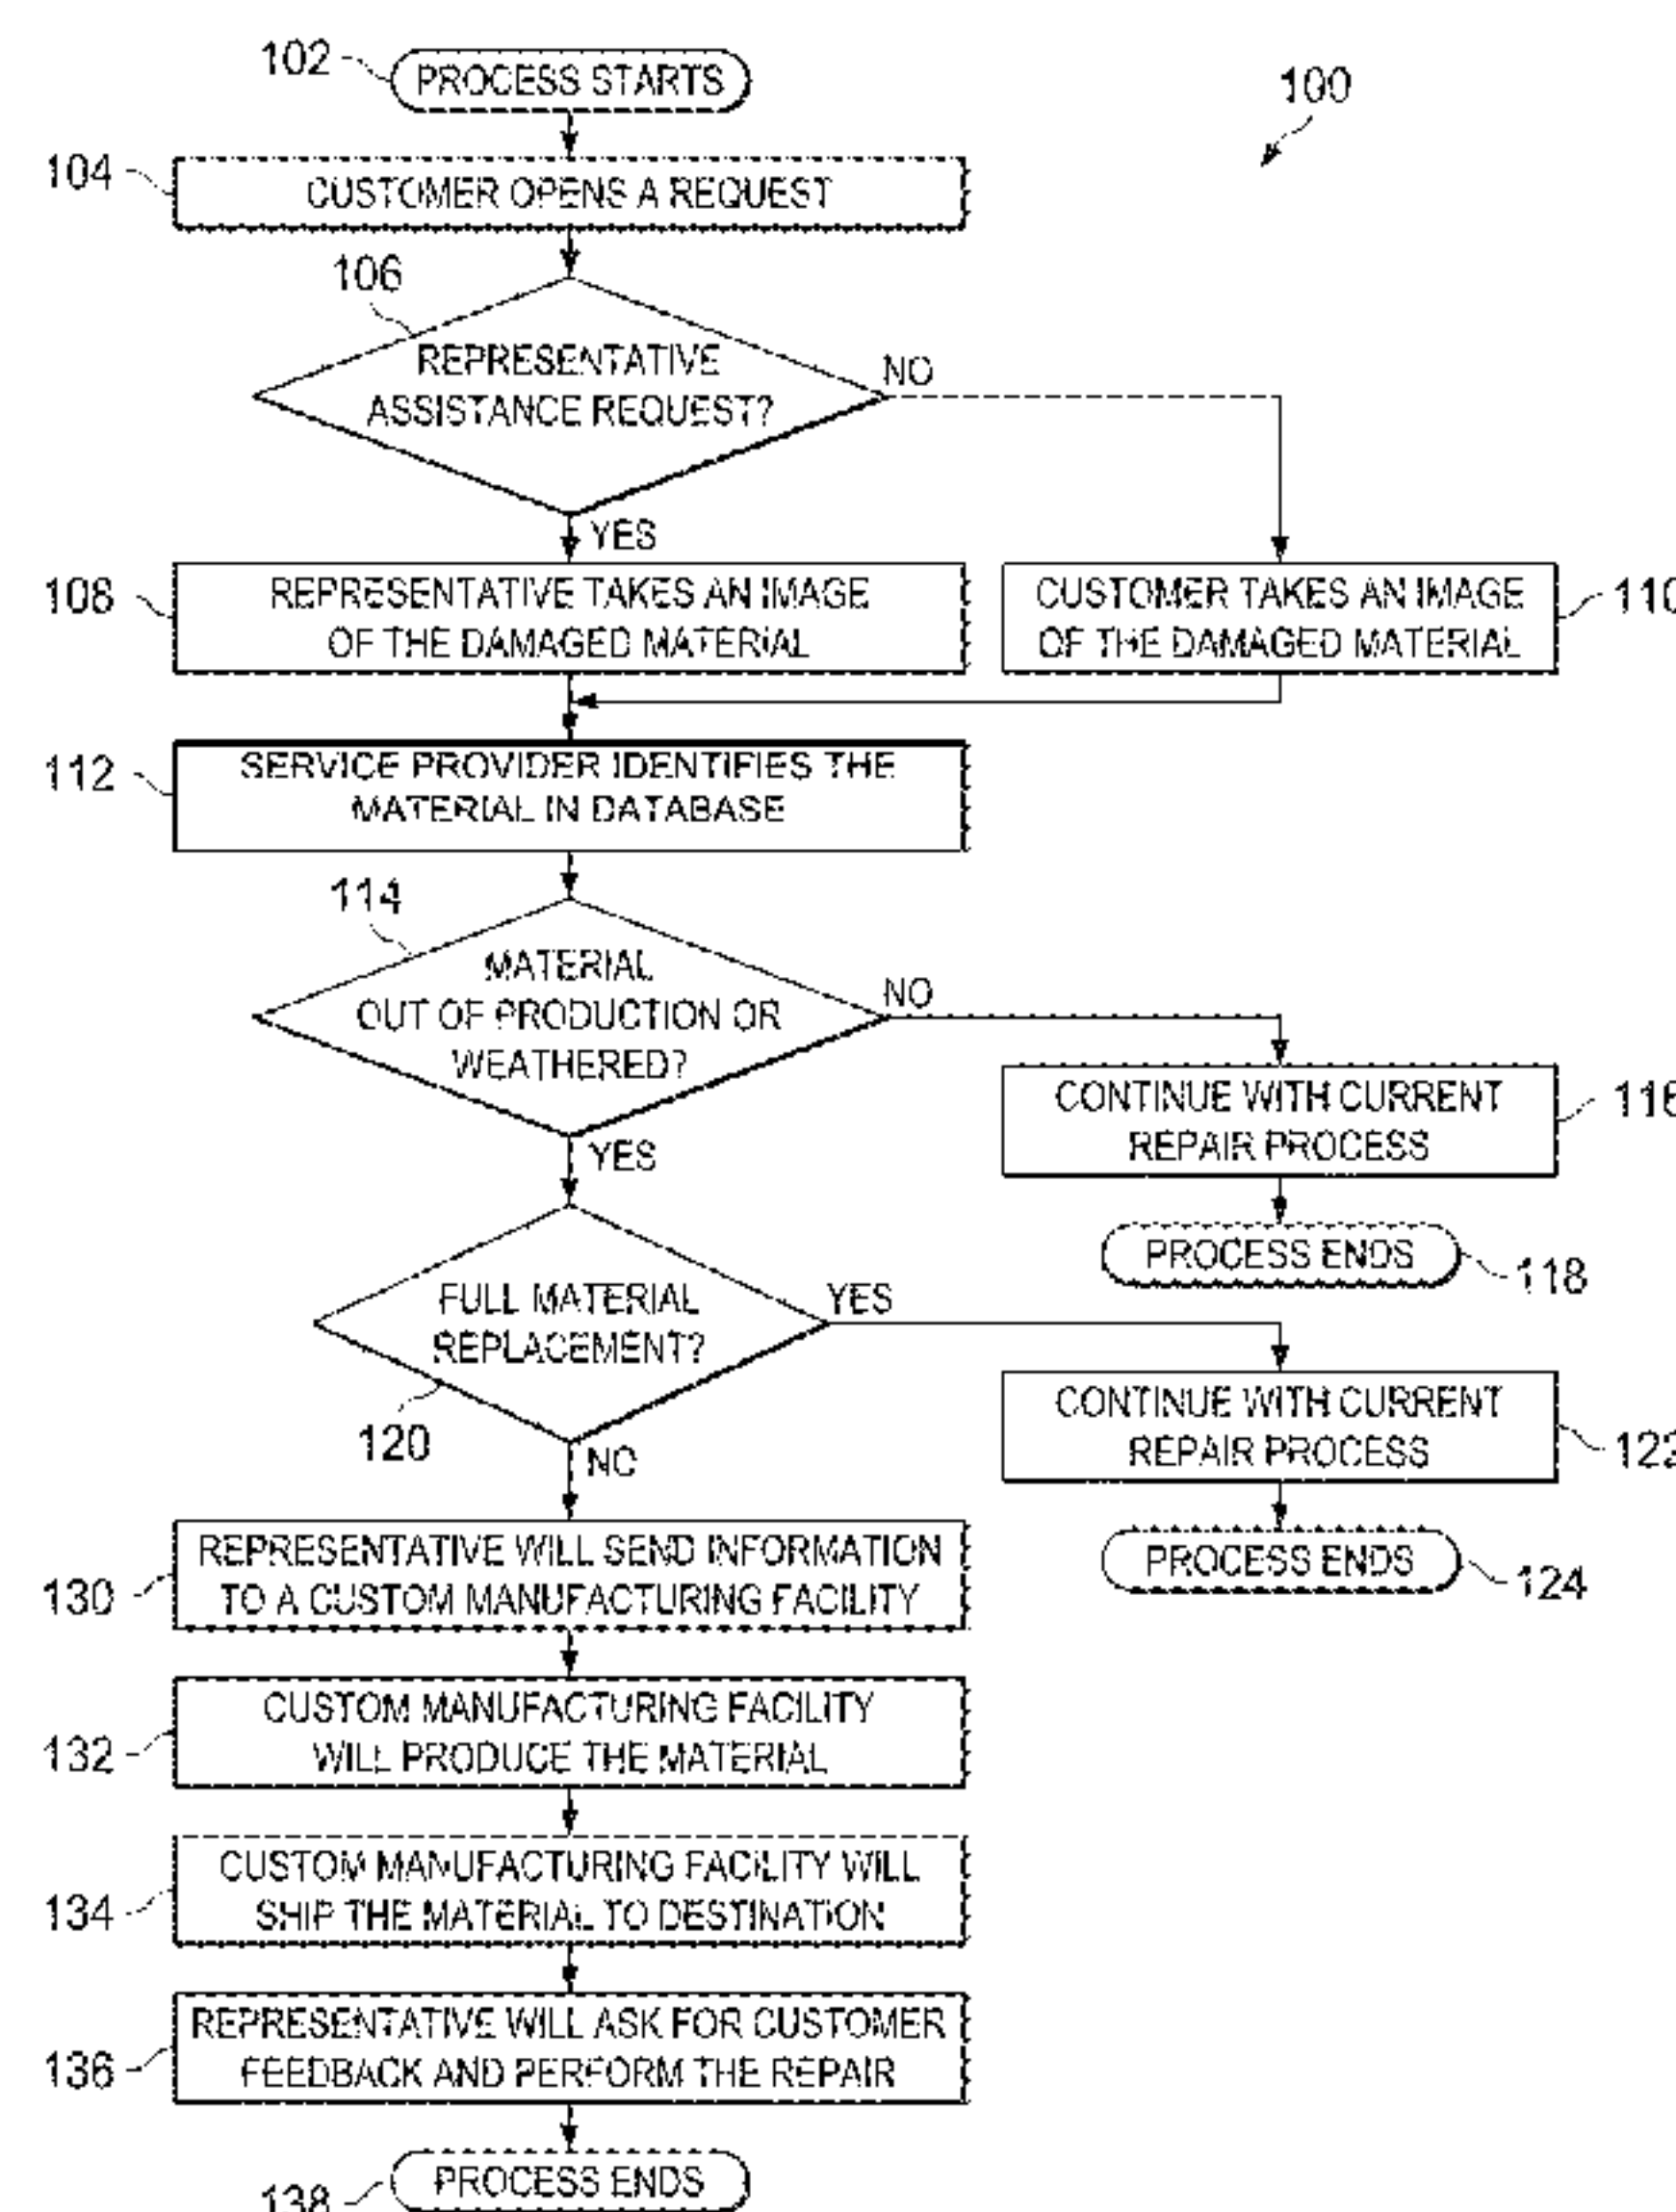 102
PROCESS STARTS
100
104
CUSTOMER OPENS A REQUEST
106
REPRESENTATIVE
ASSISTANCE REQUEST?
NO
YES
108
REPRESENTATIVE TAKES AN IMAGE
OF THE DAMAGED MATERIAL
CUSTOMER TAKES AN IMAGE
OF THE DAMAGED MATERIAL
110
112
SERVICE PROVIDER IDENTIFIES THE
MATERIAL IN DATABASE
114
MATERIAL
OUT OF PRODUCTION OR
WEATHERED?
NO
YES
CONTINUE WITH CURRENT
REPAIR PROCESS
116
PROCESS ENDS
118
FULL MATERIAL
REPLACEMENT?
YES
120
NO
CONTINUE WITH CURRENT
REPAIR PROCESS
122
PROCESS ENDS
124
130
REPRESENTATIVE WILL SEND INFORMATION
TO A CUSTOM MANUFACTURING FACILITY
132
CUSTOM MANUFACTURING FACILITY
WILL PRODUCE THE MATERIAL
134
CUSTOM MANUFACTURING FACILITY WILL
SHIP THE MATERIAL TO DESTINATION
136
REPRESENTATIVE WILL ASK FOR CUSTOMER
FEEDBACK AND PERFORM THE REPAIR
138
PROCESS ENDS